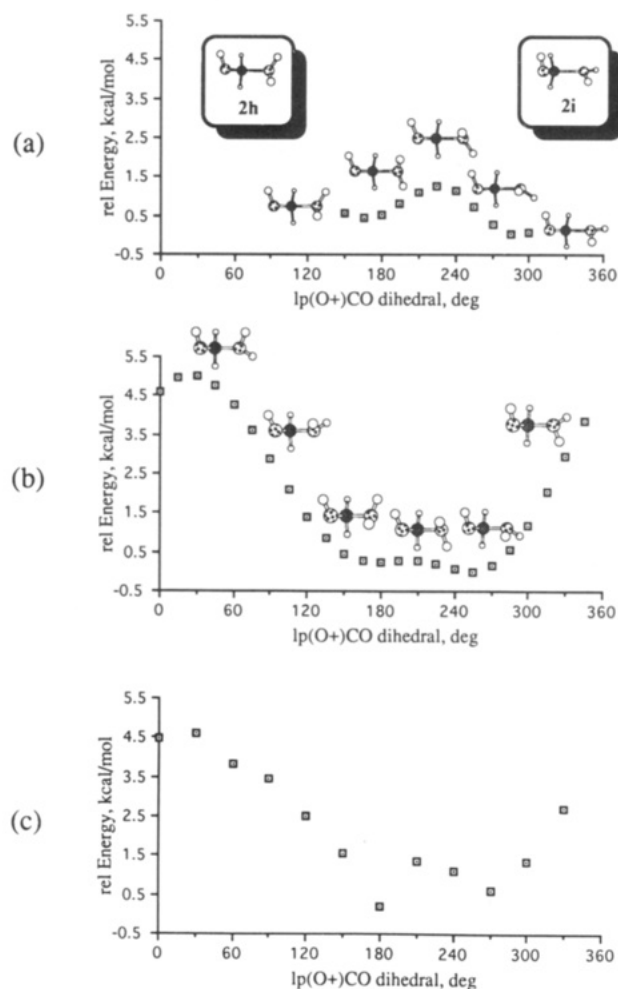 (a)
rel Energy, kcal/mol
5.5
4.5
3.5
2.5
1.5
0.5
-0.5
2h
2i
0 60 120 180 240 300 360
lp(O+)CO dihedral, deg
(b)
rel Energy, kcal/mol
5.5
4.5
3.5
2.5
1.5
0.5
-0.5
0 60 120 180 240 300 360
lp(O+)CO dihedral, deg
(c)
rel Energy, kcal/mol
5.5
4.5
3.5
2.5
1.5
0.5
-0.5
0 60 120 180 240 300 360
lp(O+)CO dihedral, deg